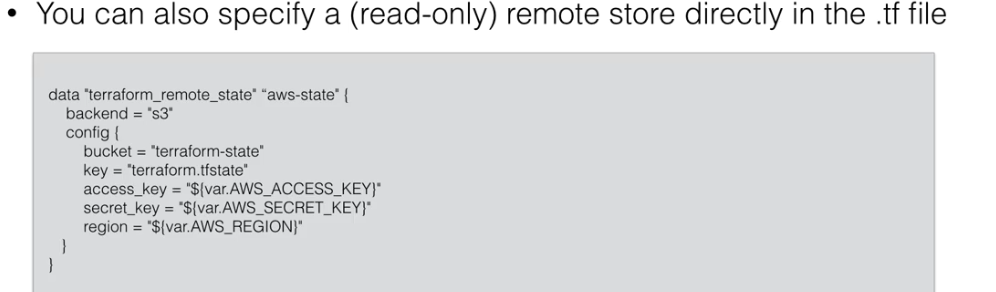 • You can also specify a (read-only) remote store directly in the .tf file
data "terraform_remote_state" “aws-state" {
backend = "s3"
config {
bucket = "terraform-state"
key = "terraform.tfstate"
access_key = "${var.AWS_ACCESS_KEY}"
secret_key = "${var.AWS_SECRET_KEY}"
region = "${var.AWS_REGION}"
}
}